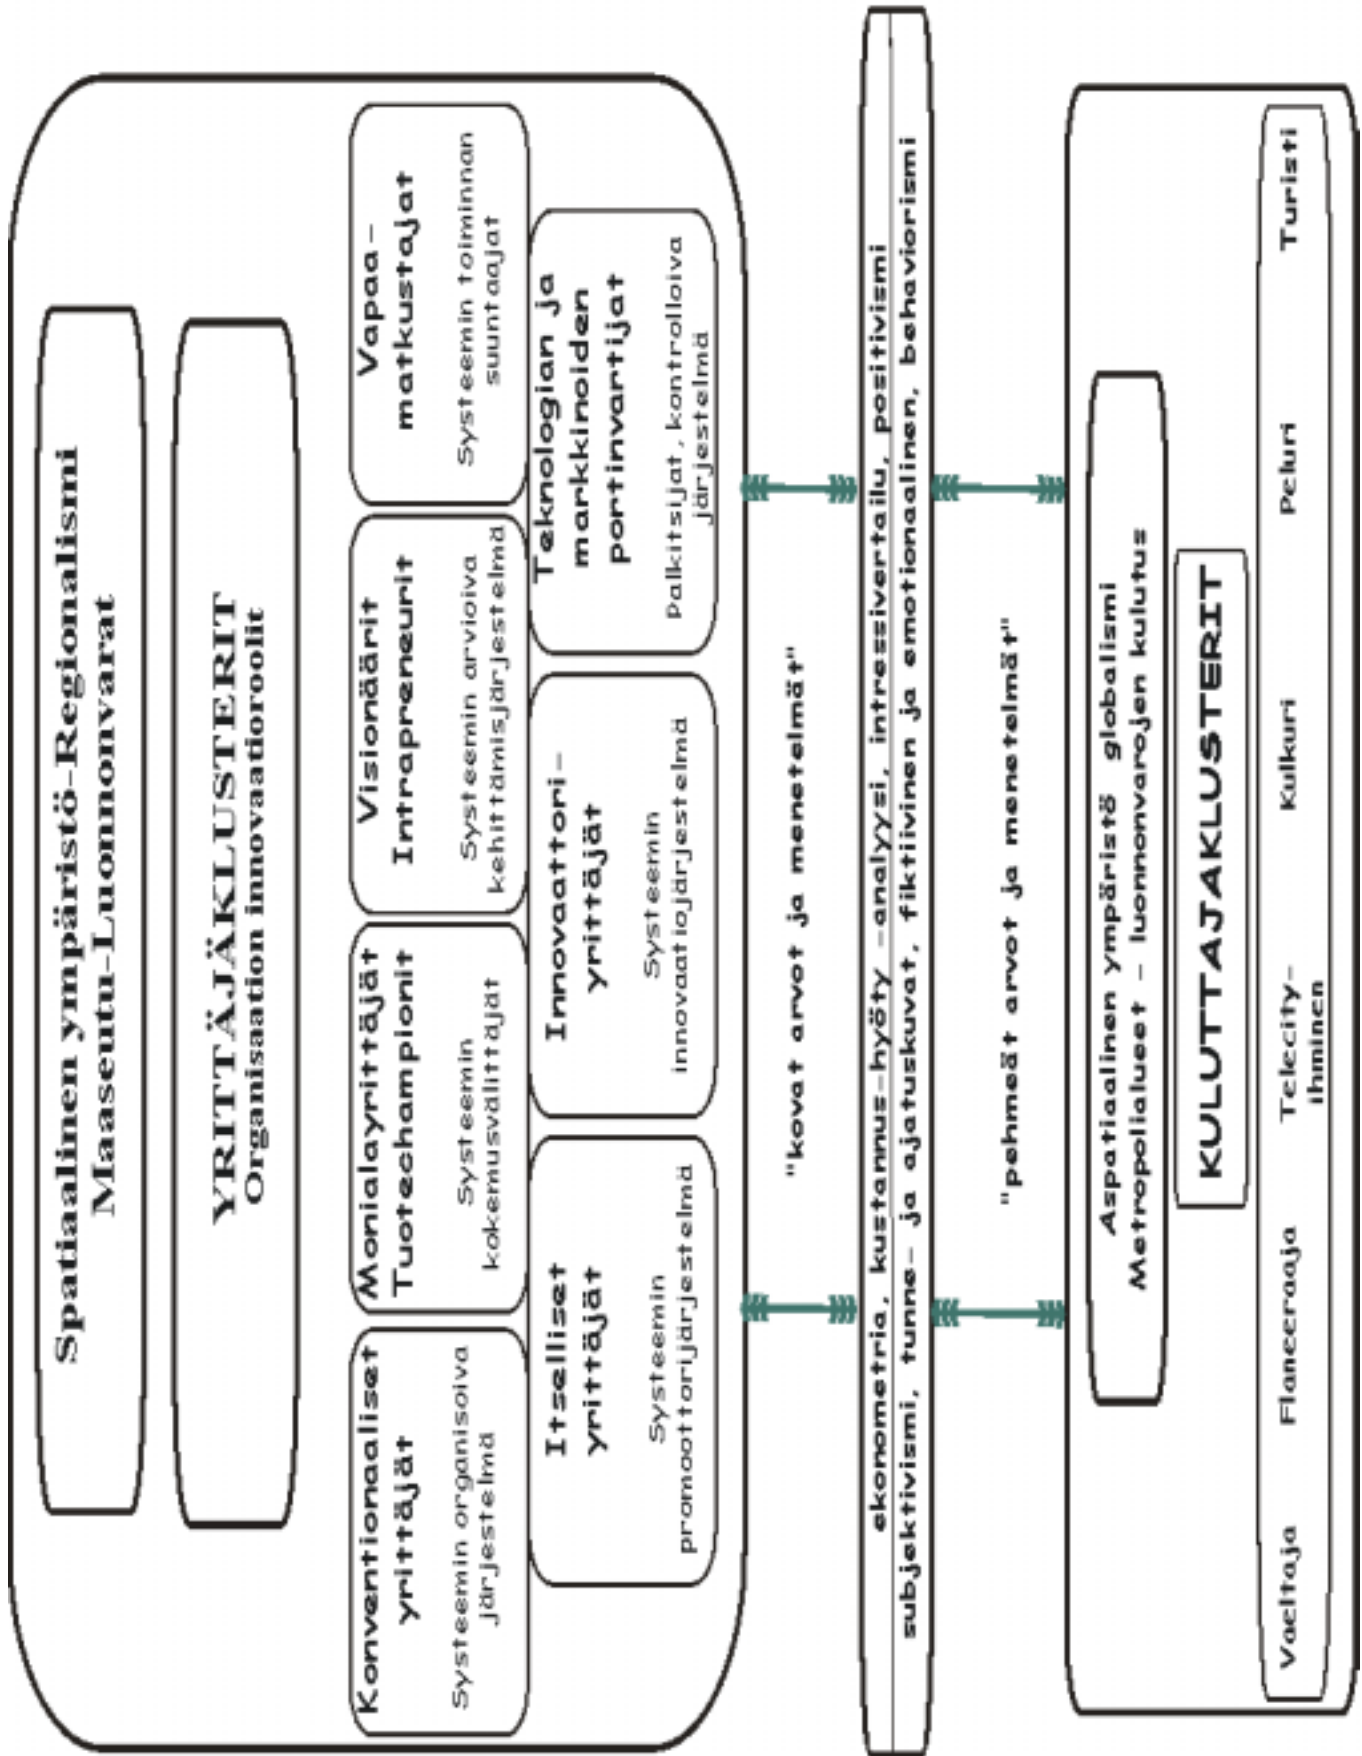 Spatiaalinen ympäristö-Regionalismi
Maaseutu-Luonnonvarat
YRITTÄJÄKLUSTERIT
Organisaation innovaatioroolit
Konventionaaliset
yrittäjät
Systeemin organisoiva
järjestelmä
Monialayrittäjät
Tuotechampionit
Systeemin
kokemusvälittäjät
Visionäärit
Intrapreneurit
Systeemin arvioiva
kehittämisjärjestelmä
Vapaa-
matkustajat
Systeemin toiminnan
suuntaajat
Itselliset
yrittäjät
Systeemin
promoottorijärjestelmä
Innovaattori-
yrittäjät
Systeemin
innovaatiojärjestelmä
Teknologian ja
markkinoiden
portinvartijat
Palkitsijat, kontrolloiva
järjestelmä
"kovat arvot ja menetelmät"
ekonometria, kustannus-hyöty -analyysi, intressivertailu, positivismi
subjektivismi, tunne- ja ajatuskuvat, fiktiivinen ja emotionaalinen, behaviorismi
"pehmeät arvot ja menetelmät"
Aspatiaalinen ympäristö globalismi
Metropolialueet - luonnonvarojen kulutus
KULUTTAJAKLUSTERIT
Vaeltaja Flaneeraaja Telecity- Kulkuri Peluri Turisti
ihminen